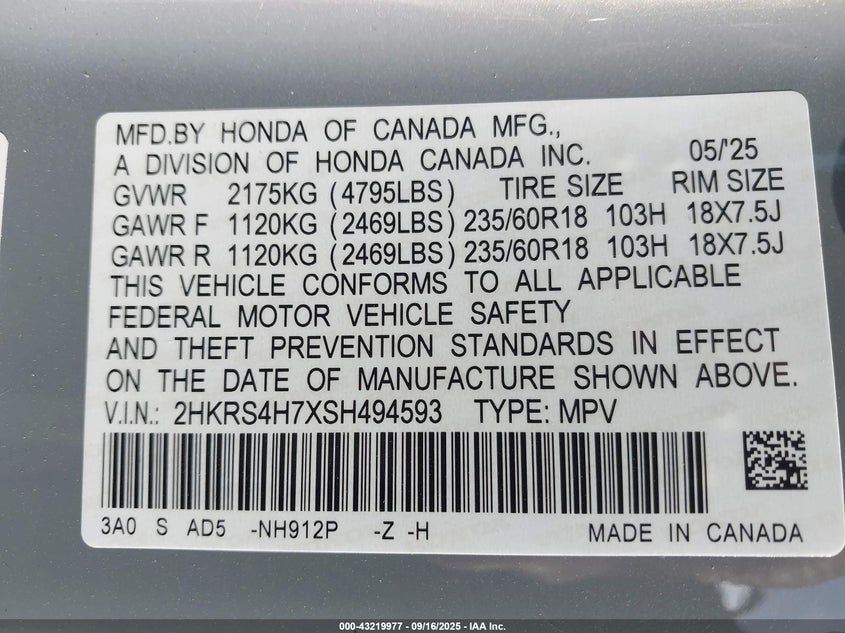 MFD.BY HONDA OF CANADA MFG.,
A DIVISION OF HONDA CANADA INC. 05/'25
GVWR 2175KG (4795LBS) TIRE SIZE RIM SIZE
GAWR F 1120KG (2469LBS) 235/60R18 103H 18X7.5J
GAWR R 1120KG (2469LBS) 235/60R18 103H 18X7.5J
THIS VEHICLE CONFORMS TO ALL APPLICABLE
FEDERAL MOTOR VEHICLE SAFETY
AND THEFT PREVENTION STANDARDS IN EFFECT
ON THE DATE OF MANUFACTURE SHOWN ABOVE.
V.I.N.: 2HKRS4H7XSH494593 TYPE: MPV
3A0 S AD5 -NH912P -Z -H MADE IN CANADA
000-43219977 - 09/16/2025 - IAA Inc.